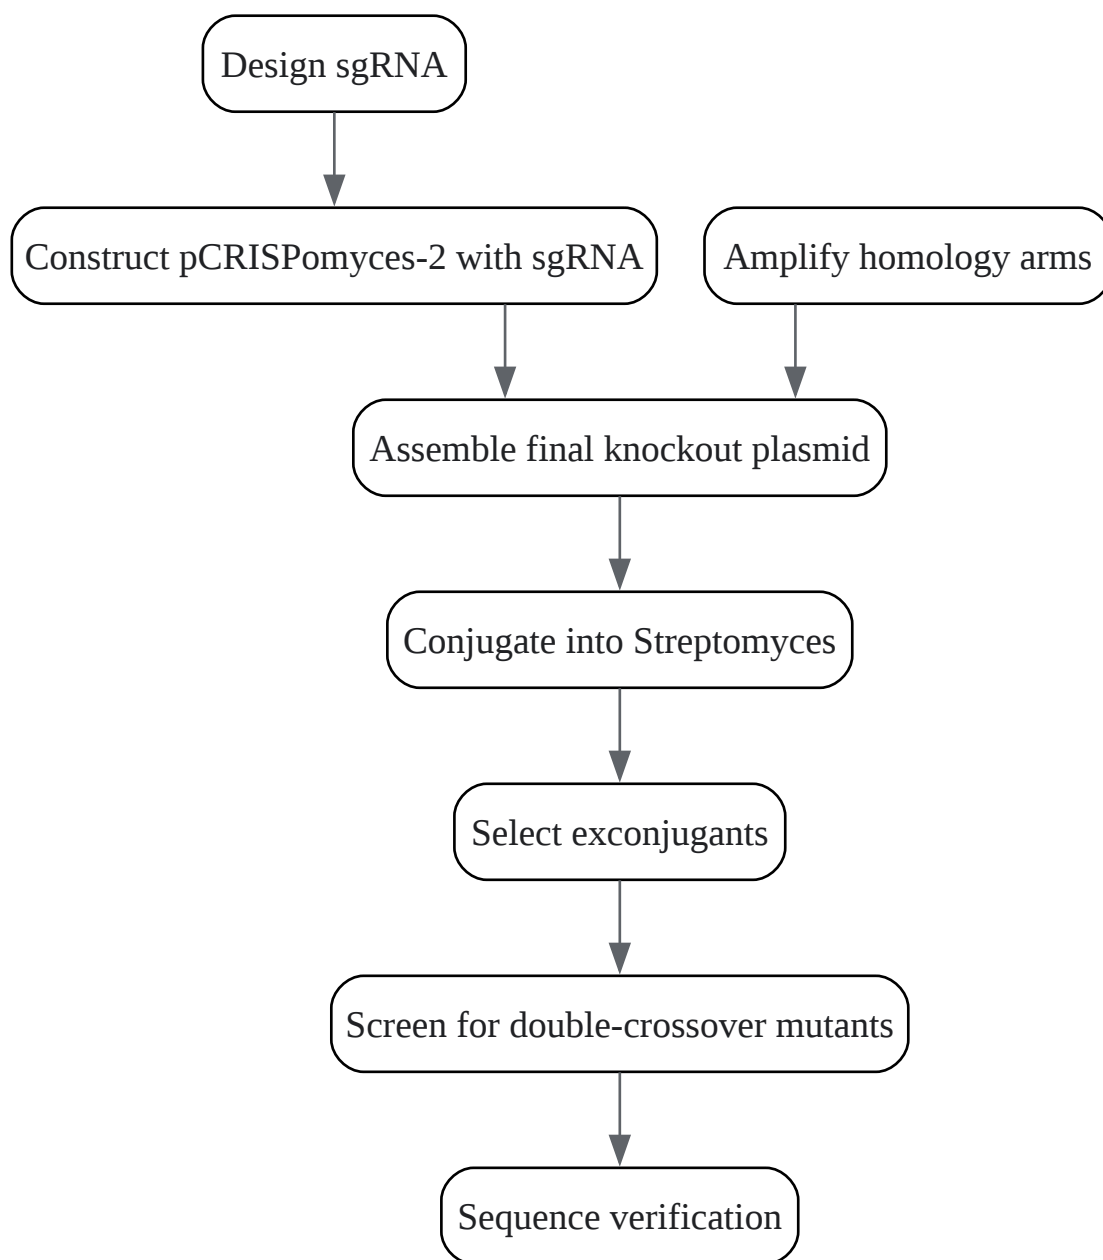 Design sgRNA
Construct pCRISPomyces-2 with sgRNA
Amplify homology arms
Assemble final knockout plasmid
Conjugate into Streptomyces
Select exconjugants
Screen for double-crossover mutants
Sequence verification